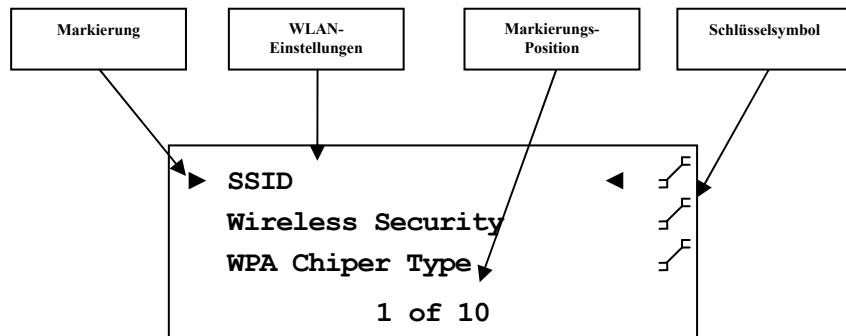 Markierung
WLAN-
Einstellungen
Markierungs-
Position
Schlüsselsymbol
SSID
Wireless Security
WPA Chiper Type
1 of 10